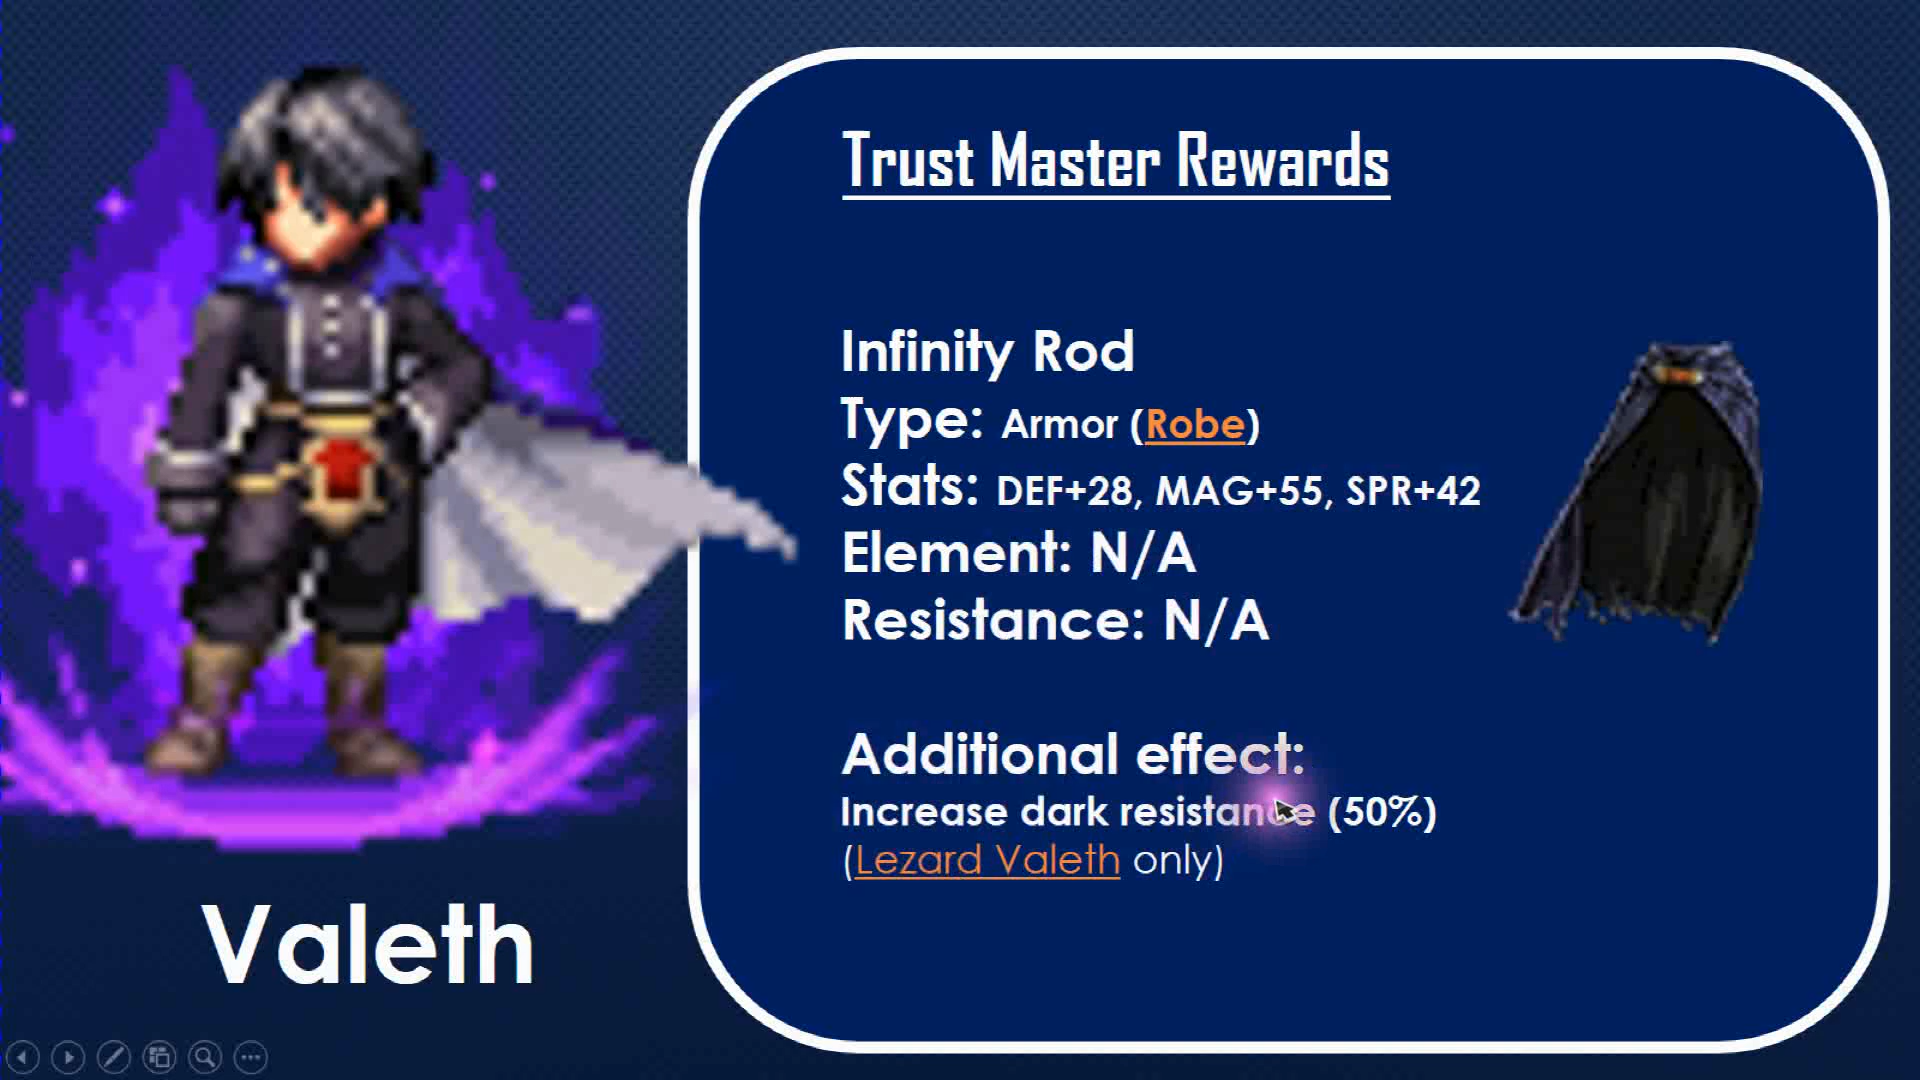 Trust Master Rewards
Infinity Rod
Type: Armor (Robe)
Stats: DEF+28, MAG+55, SPR+42
Element: N/A
Resistance: N/A
Additional effect:
Increase dark resistance (50%)
(Lezard Valeth only)
Valeth